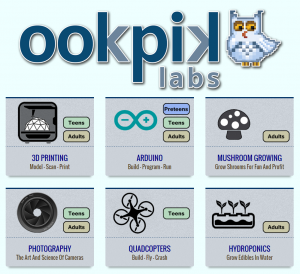 ookpik
labs
Teens
Adults
3D PRINTING
Model - Scan - Print
Preteens
Teens
Adults
ARDUINO
Build - Program - Run
Adults
MUSHROOM GROWING
Grow Shrooms For Fun And Profit
Teens
Adults
PHOTOGRAPHY
The Art And Science Of Cameras
Teens
QUADCOPTERS
Build - Fly - Crash
Adults
HYDROPONICS
Grow Edibles In Water